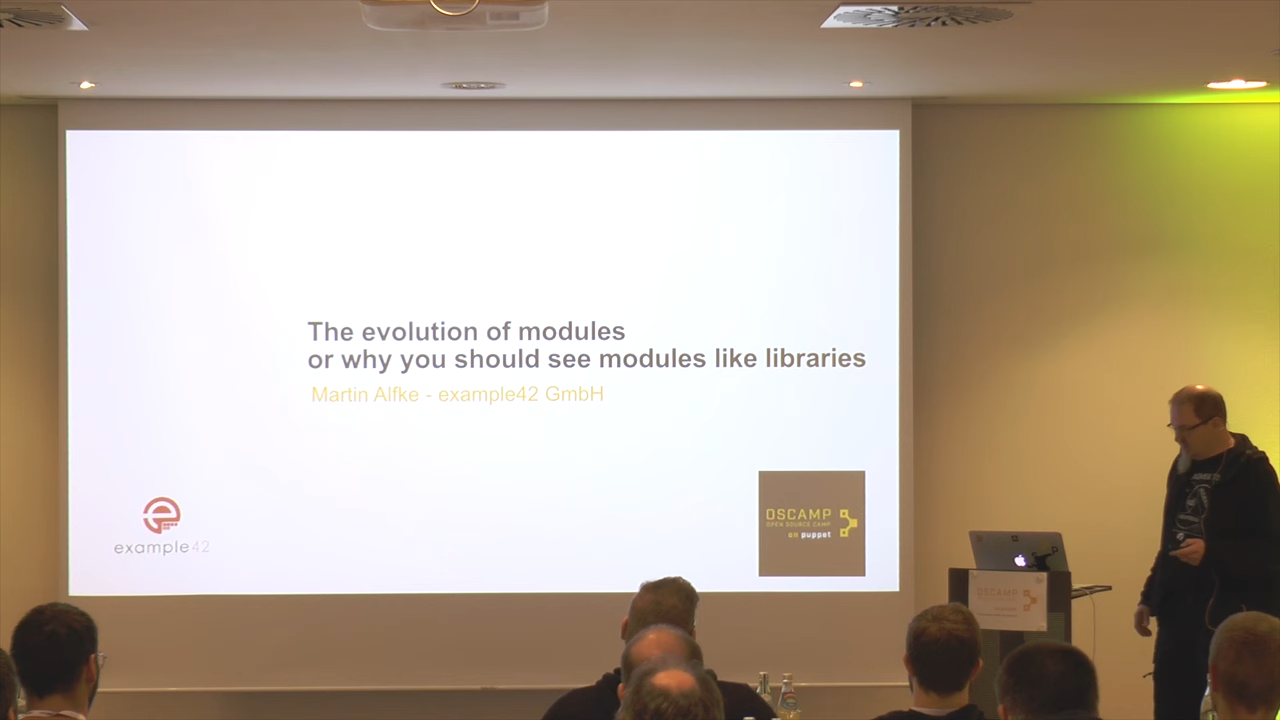 The evolution of modules
or why you should see modules like libraries
Martin Alfke - example42 GmbH
example42
OSCAMP
OPEN SOURCE CAMP
on puppet
OSCAMP